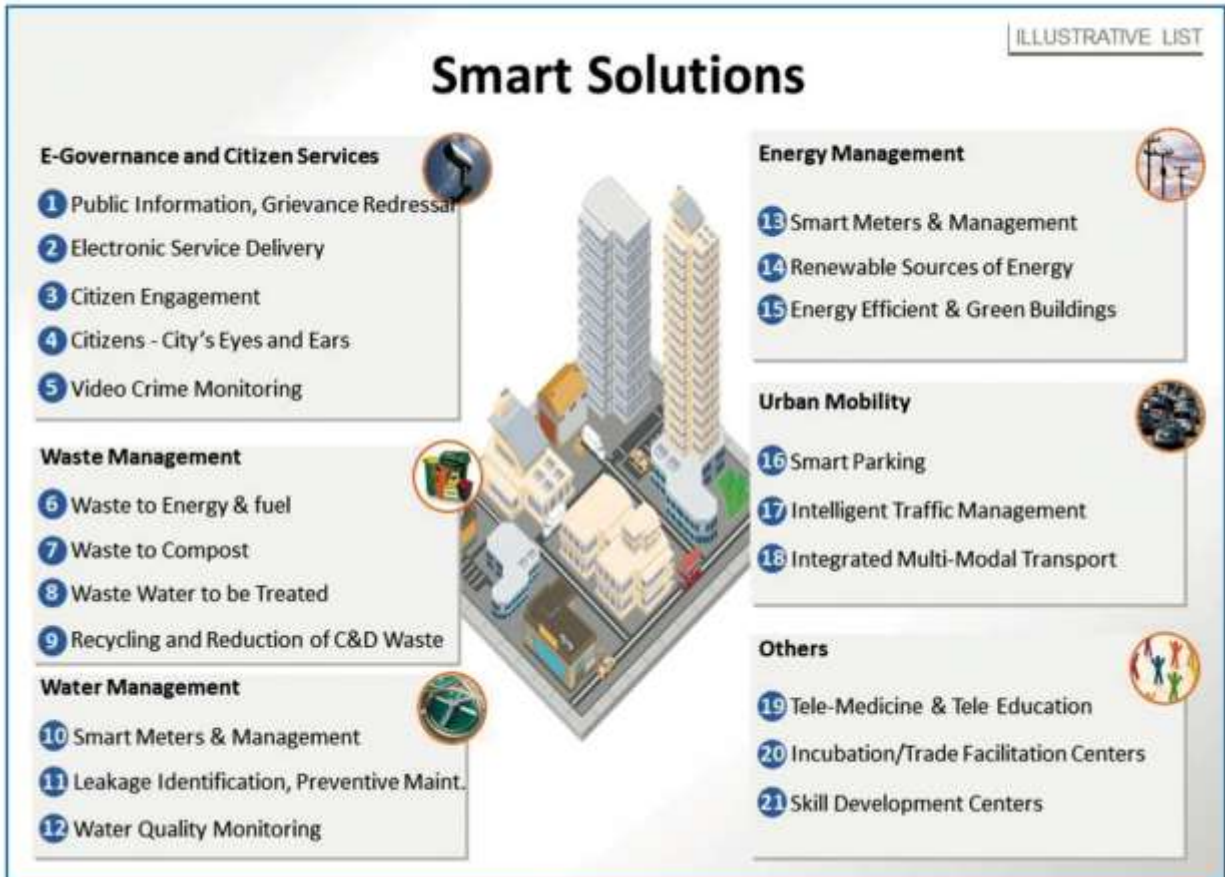 ILLUSTRATIVE LIST
Smart Solutions
E-Governance and Citizen Services
1 Public Information, Grievance Redressal
2 Electronic Service Delivery
3 Citizen Engagement
4 Citizens - City's Eyes and Ears
5 Video Crime Monitoring
Waste Management
6 Waste to Energy & fuel
7 Waste to Compost
8 Waste Water to be Treated
9 Recycling and Reduction of C&D Waste
Water Management
10 Smart Meters & Management
11 Leakage Identification, Preventive Maint.
12 Water Quality Monitoring
Energy Management
13 Smart Meters & Management
14 Renewable Sources of Energy
15 Energy Efficient & Green Buildings
Urban Mobility
16 Smart Parking
17 Intelligent Traffic Management
18 Integrated Multi-Modal Transport
Others
19 Tele-Medicine & Tele Education
20 Incubation/Trade Facilitation Centers
21 Skill Development Centers